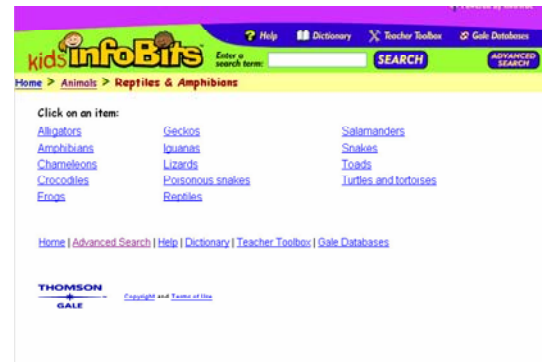 Help Dictionary Teacher Toolbox Gale Databases
kids InfoBits Enter a search term: SEARCH ADVANCED SEARCH
Home > Animals > Reptiles & Amphibians
Click on an item:
Alligators Geckos Salamanders
Amphibians Iguanas Snakes
Chameleons Lizards Toads
Crocodiles Poisonous snakes Turtles and tortoises
Frogs Reptiles
Home | Advanced Search | Help | Dictionary | Teacher Toolbox | Gale Databases
THOMSON
GALE
Copyright and Terms of Use